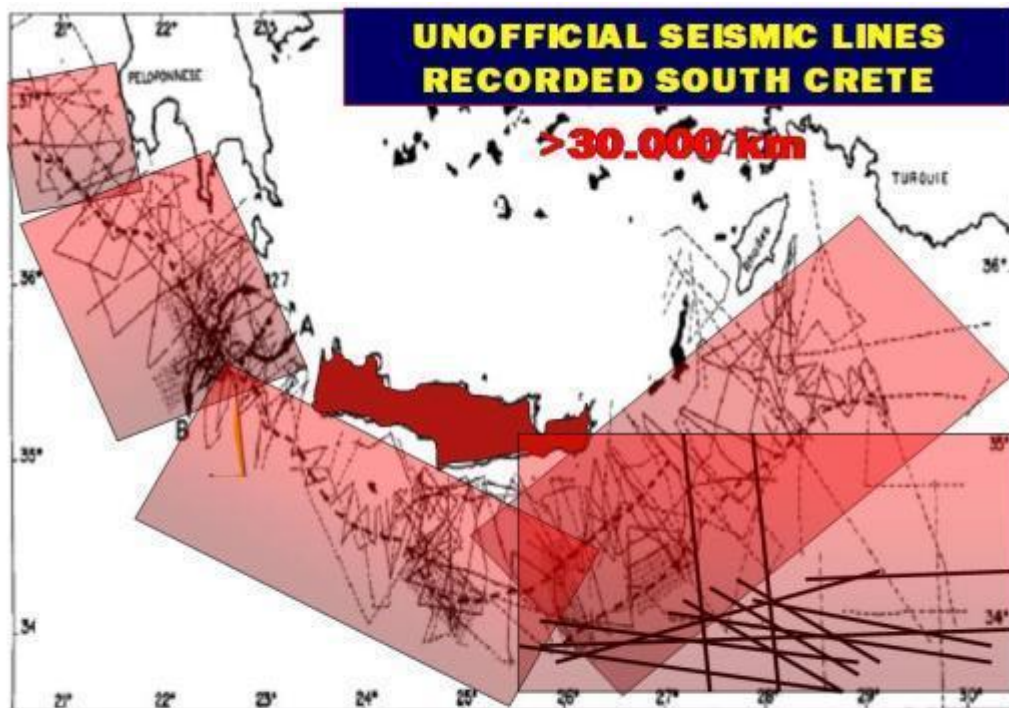 21° 22° 23°
UNOFFICIAL SEISMIC LINES
RECORDED SOUTH CRETE
PELOPONNESE
37°
>30.000 km
TURQUIE
Rhodes
36° 36°
127
A
B
35° 35°
34 34°
21° 22° 23° 24° 25° 26° 27° 28° 29° 30°